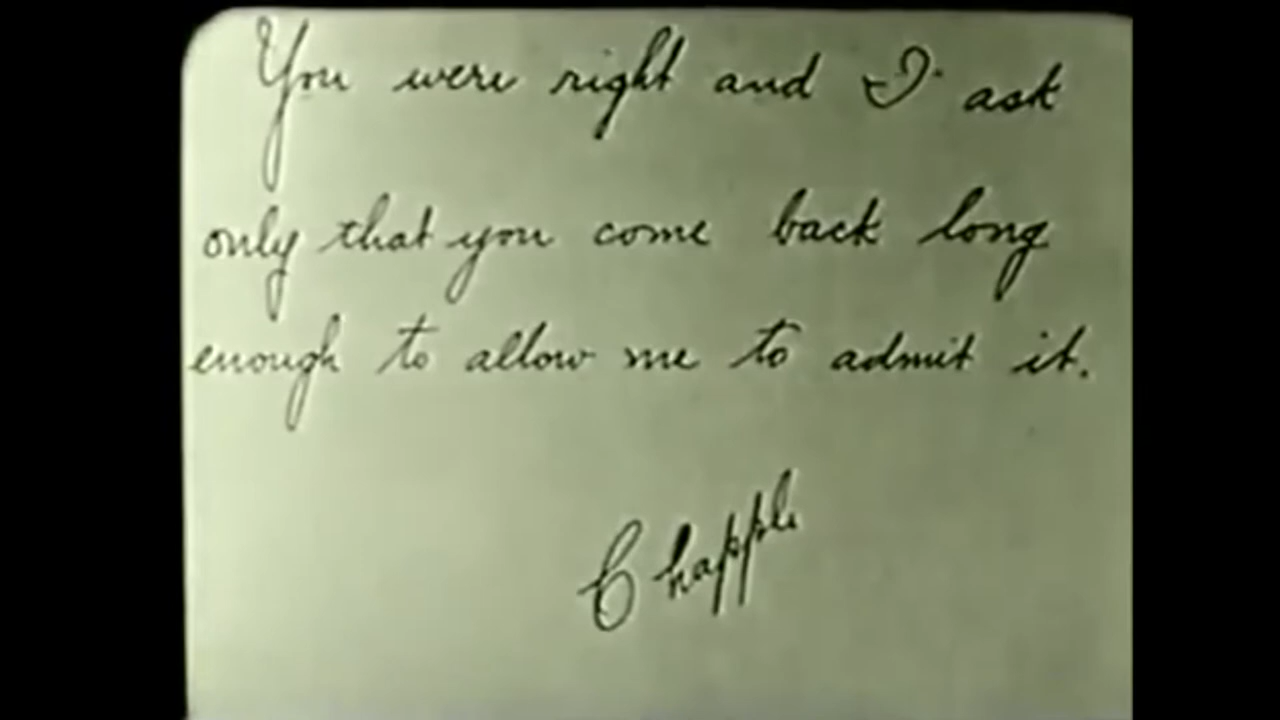 You were right and I ask
only that you come back long
enough to allow me to admit it.
Chapple